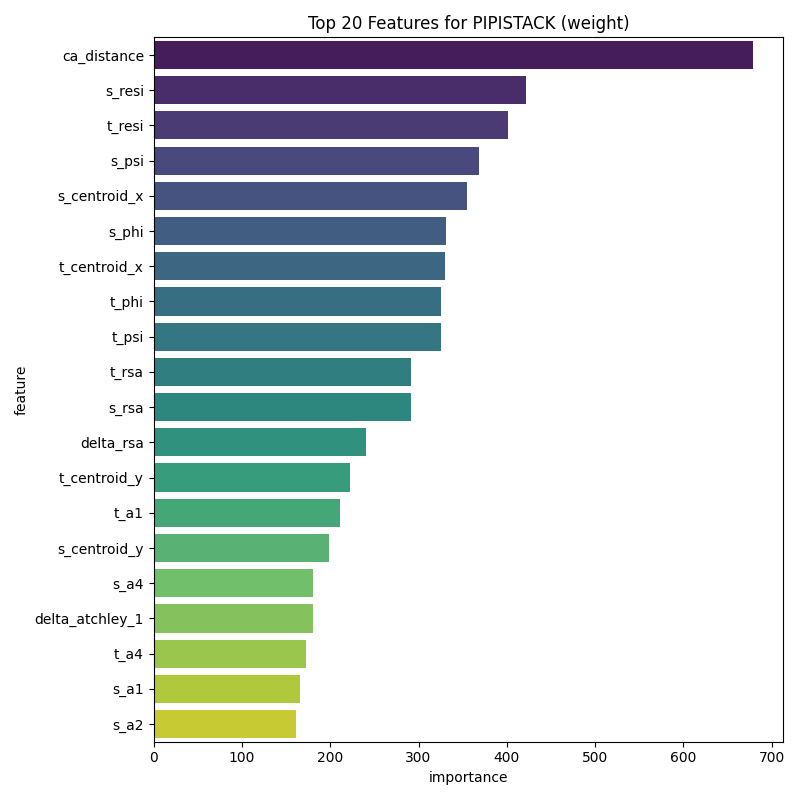 Top 20 Features for PIPISTACK (weight)
feature
ca_distance
s_resi
t_resi
s_psi
s_centroid_x
s_phi
t_centroid_x
t_phi
t_psi
t_rsa
s_rsa
delta_rsa
t_centroid_y
t_a1
s_centroid_y
s_a4
delta_atchley_1
t_a4
s_a1
s_a2
0 100 200 300 400 500 600 700
importance